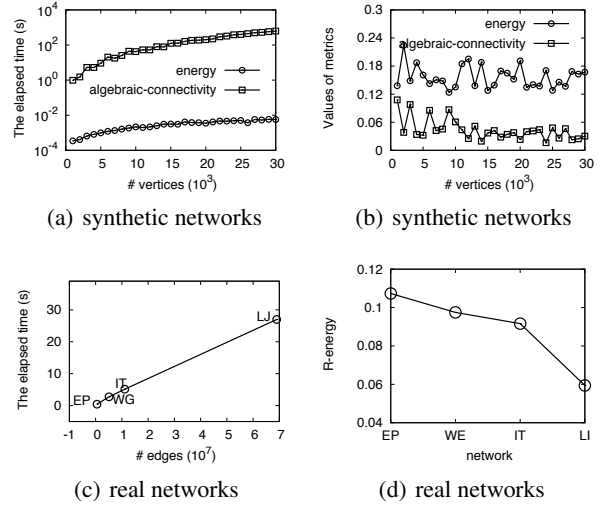 10^4
10^2
10^0
10^-2
10^-4
The elapsed time (s)
energy
algebraic-connectivity
0 5 10 15 20 25 30
# vertices (10^3)
(a) synthetic networks
0.3
0.24
0.18
0.12
0.06
0
Values of metrics
energy
algebraic-connectivity
0 5 10 15 20 25 30
# vertices (10^3)
(b) synthetic networks
30
20
10
0
The elapsed time (s)
EP
IT
WG
LJ
-1 0 1 2 3 4 5 6 7
# edges (10^7)
(c) real networks
0.12
0.1
0.08
0.06
0.04
R-energy
EP WE IT LI
network
(d) real networks